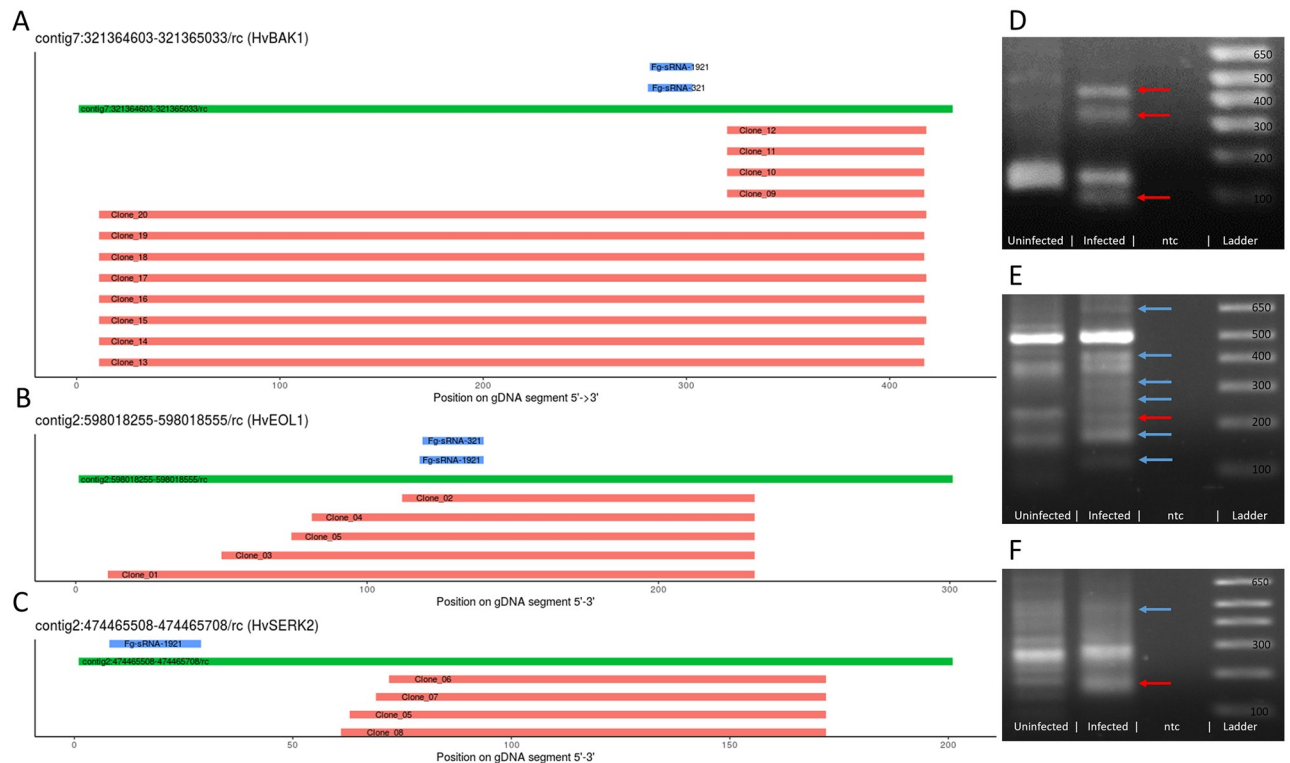 A
contig7:321364603-321365033/rc (HvBAK1)
Fg-sRNA-1921
Fg-sRNA-321
contig7:321364603-321365033/rc
Clone_12
Clone_11
Clone_10
Clone_09
Clone_20
Clone_19
Clone_18
Clone_17
Clone_16
Clone_15
Clone_14
Clone_13
0 100 200 300 400
Position on gDNA segment 5'->3'
B
contig2:598018255-598018555/rc (HvEOL1)
Fg-sRNA-321
Fg-sRNA-1921
contig2:598018255-598018555/rc
Clone_02
Clone_04
Clone_05
Clone_03
Clone_01
0 100 200 300
Position on gDNA segment 5'-3'
C
contig2:474465508-474465708/rc (HvSERK2)
Fg-sRNA-1921
contig2:474465508-474465708/rc
Clone_06
Clone_07
Clone_05
Clone_08
0 50 100 150 200
Position on gDNA segment 5'-3'
D
650
500
400
300
200
100
Uninfected | Infected | ntc | Ladder
E
650
500
400
300
200
100
Uninfected | Infected | ntc | Ladder
F
650
300
100
Uninfected | Infected | ntc | Ladder